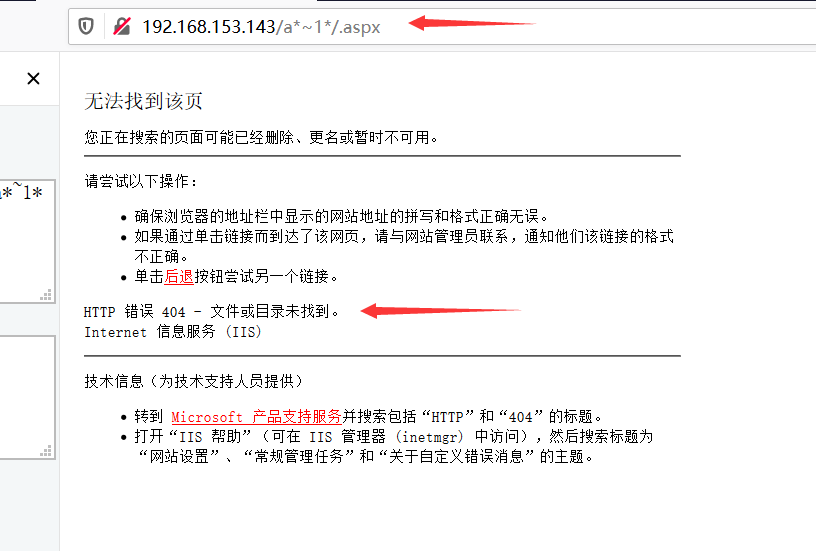 192.168.153.143/a*~1*/.aspx
*~1*
无法找到该页
您正在搜索的页面可能已经删除、更名或暂时不可用。
请尝试以下操作：
确保浏览器的地址栏中显示的网站地址的拼写和格式正确无误。
如果通过单击链接而到达了该网页，请与网站管理员联系，通知他们该链接的格式
不正确。
单击后退按钮尝试另一个链接。
HTTP 错误 404 - 文件或目录未找到。
Internet 信息服务 (IIS)
技术信息（为技术支持人员提供）
转到 Microsoft 产品支持服务并搜索包括“HTTP”和“404”的标题。
打开“IIS 帮助”（可在 IIS 管理器 (inetmgr) 中访问），然后搜索标题为
“网站设置”、“常规管理任务”和“关于自定义错误消息”的主题。